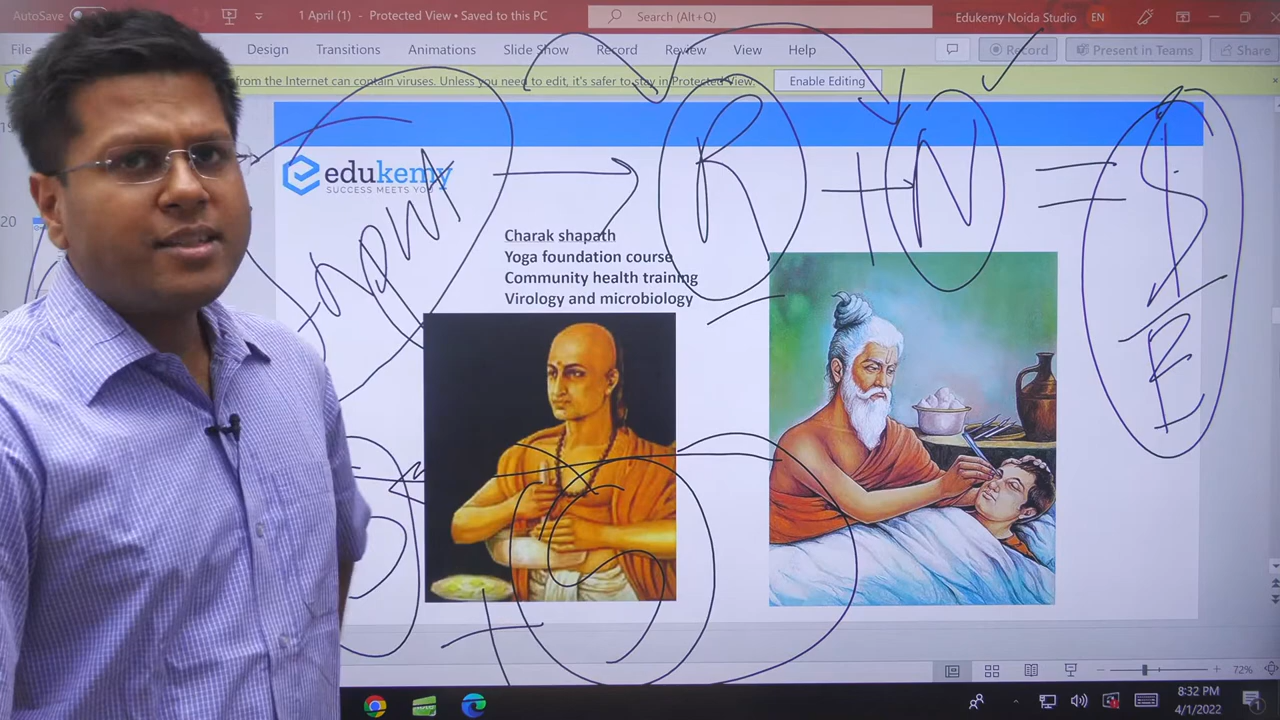 AutoSave
1 April (1) - Protected View • Saved to this PC
Search (Alt+Q)
Edukemy Noida Studio EN
File Design Transitions Animations Slide Show Record Review View Help
Record Present in Teams Share
from the Internet can contain viruses. Unless you need to edit, it's safer to stay in Protected View.
Enable Editing
edukemy
SUCCESS MEETS YOU
R + N =
Charak shapath
Yoga foundation course
Community health training
Virology and microbiology
20
72%
8:32 PM
4/1/2022
1